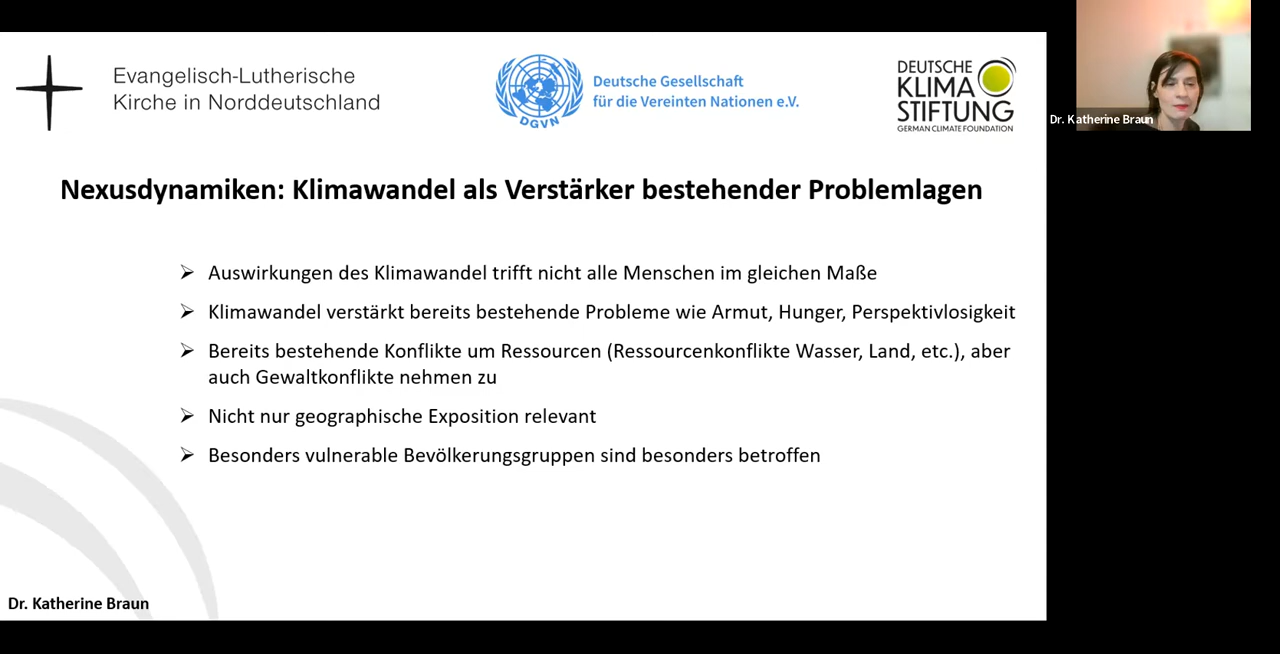 Evangelisch-Lutherische
Kirche in Norddeutschland
DGVN
Deutsche Gesellschaft
für die Vereinten Nationen e.V.
DEUTSCHE
KLIMA
STIFTUNG
GERMAN CLIMATE FOUNDATION
Dr. Katherine Braun
Nexusdynamiken: Klimawandel als Verstärker bestehender Problemlagen
➢ Auswirkungen des Klimawandel trifft nicht alle Menschen im gleichen Maße
➢ Klimawandel verstärkt bereits bestehende Probleme wie Armut, Hunger, Perspektivlosigkeit
➢ Bereits bestehende Konflikte um Ressourcen (Ressourcenkonflikte Wasser, Land, etc.), aber
auch Gewaltkonflikte nehmen zu
➢ Nicht nur geographische Exposition relevant
➢ Besonders vulnerable Bevölkerungsgruppen sind besonders betroffen
Dr. Katherine Braun